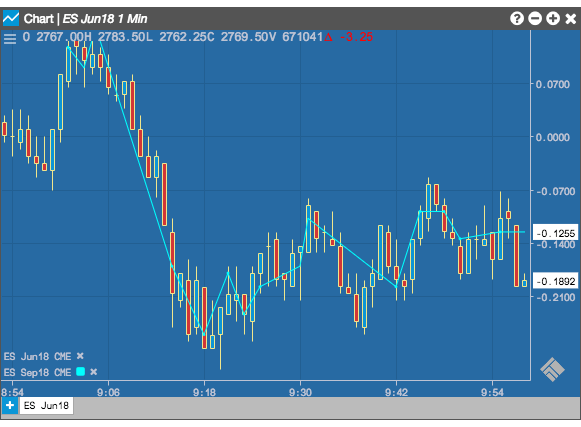 Chart | ES Jun18 1 Min
O 2767.00H 2783.50L 2762.25C 2769.50V 671041Δ -3.25
0.0700
0.0000
-0.0700
-0.1255
-0.1400
-0.1892
-0.2100
ES Jun18 CME
ES Sep18 CME
8:54 9:06 9:18 9:30 9:42 9:54
+ ES Jun18